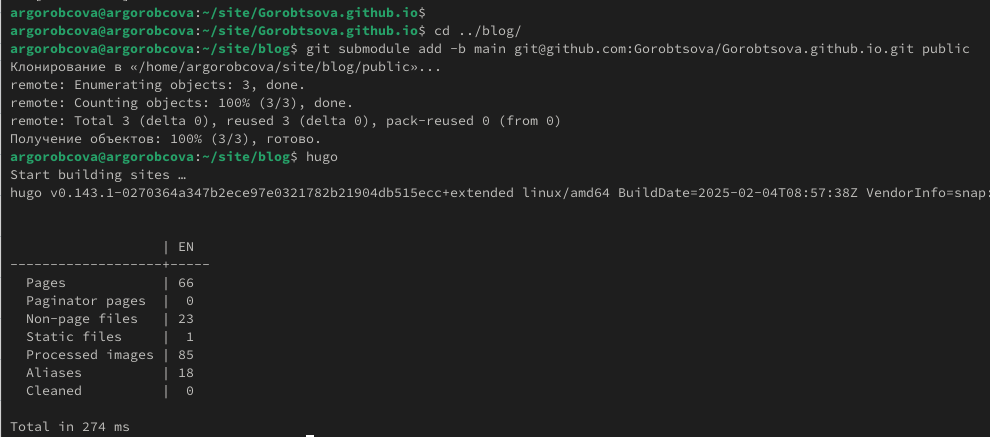 argorobcova@argorobcova:~/site/Gorobtsova.github.io$
argorobcova@argorobcova:~/site/Gorobtsova.github.io$ cd ../blog/
argorobcova@argorobcova:~/site/blog$ git submodule add -b main git@github.com:Gorobtsova/Gorobtsova.github.io.git public
Клонирование в «/home/argorobcova/site/blog/public»...
remote: Enumerating objects: 3, done.
remote: Counting objects: 100% (3/3), done.
remote: Total 3 (delta 0), reused 3 (delta 0), pack-reused 0 (from 0)
Получение объектов: 100% (3/3), готово.
argorobcova@argorobcova:~/site/blog$ hugo
Start building sites …
hugo v0.143.1-0270364a347b2ece97e0321782b21904db515ecc+extended linux/amd64 BuildDate=2025-02-04T08:57:38Z VendorInfo=snap:
| EN
-------------------+-----
Pages | 66
Paginator pages | 0
Non-page files | 23
Static files | 1
Processed images | 85
Aliases | 18
Cleaned | 0
Total in 274 ms